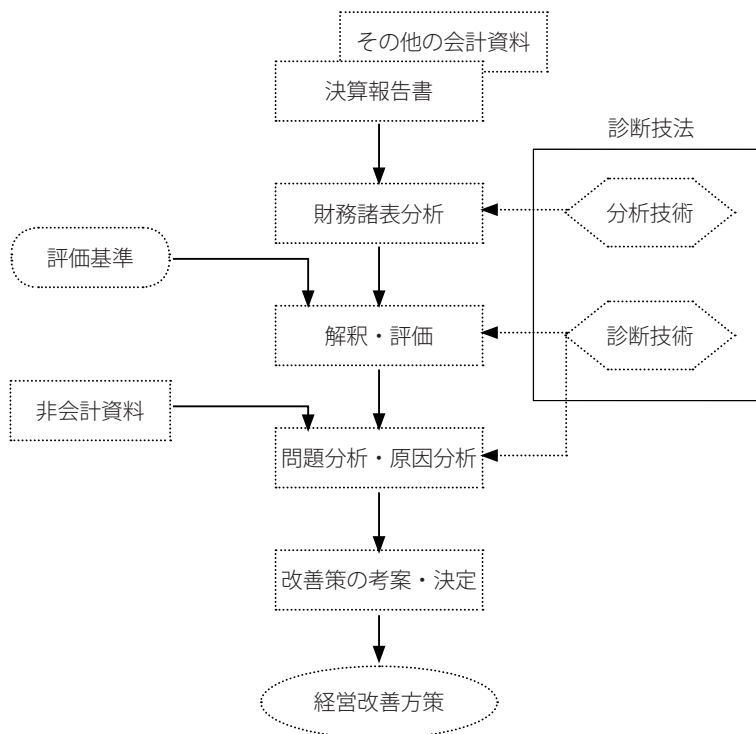 その他の会計資料
決算報告書
診断技法
財務諸表分析
分析技術
評価基準
解釈・評価
診断技術
非会計資料
問題分析・原因分析
改善策の考案・決定
経営改善方策